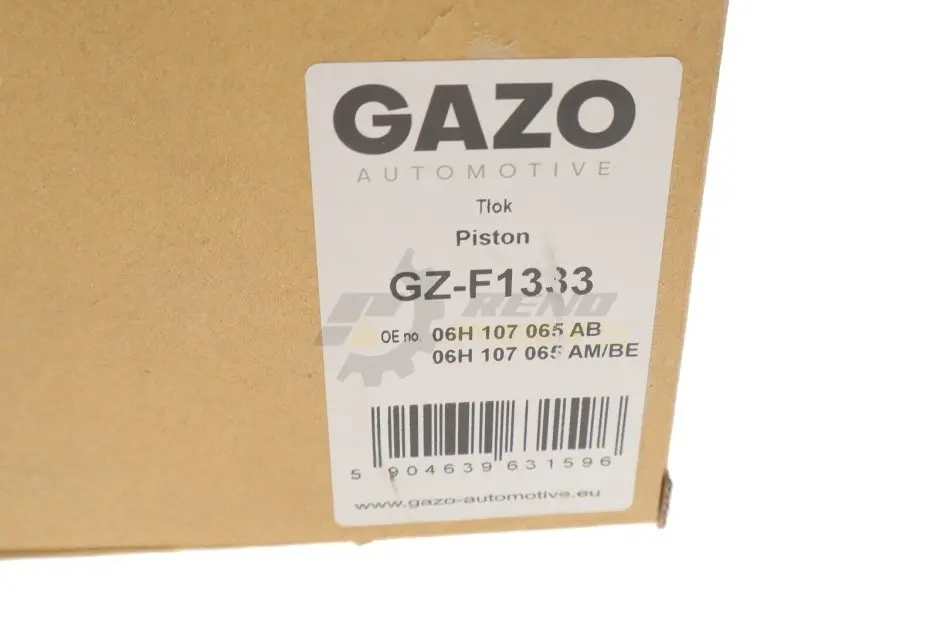 GAZO
AUTOMOTIVE
Tłok
Piston
GZ-F1333
OE no. 06H 107 065 AB
06H 107 065 AM/BE
RENO
5 904639 631596
www.gazo-automotive.eu